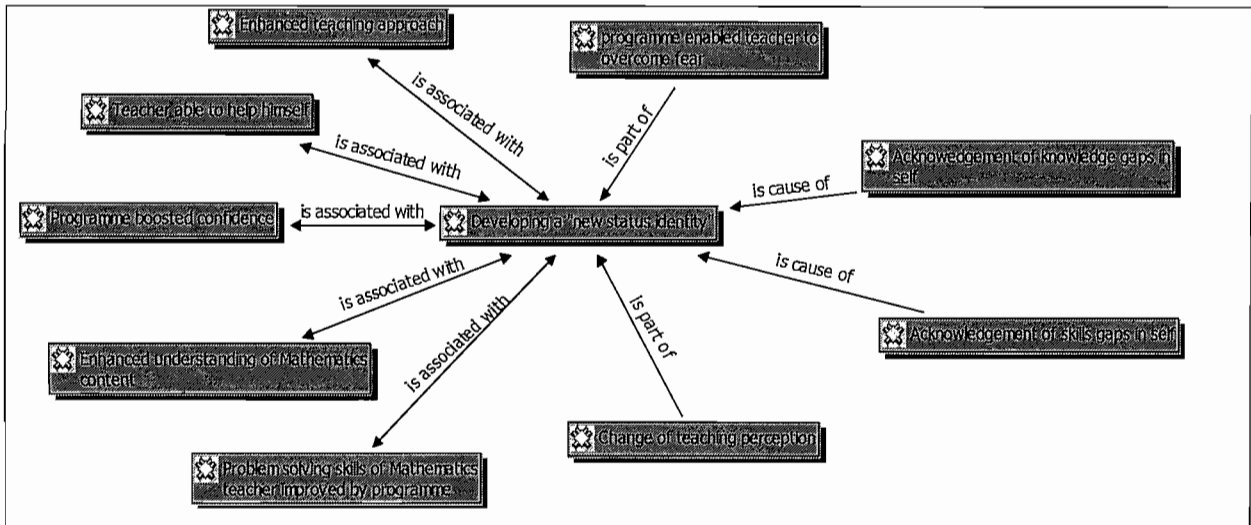 Enhanced teaching approach
programme enabled teacher to
overcome fear
is associated with
is part of
Teacher able to help himself
is associated with
Acknowedgement of knowledge gaps in
self
is cause of
Programme boosted confidence
is associated with
Developing a "new status identity"
is associated with
is associated with
is part of
is cause of
Acknowledgement of skills gaps in self
Enhanced understanding of Mathematics
content
Change of teaching perception
Problem solving skills of Mathematics
teacher improved by programme